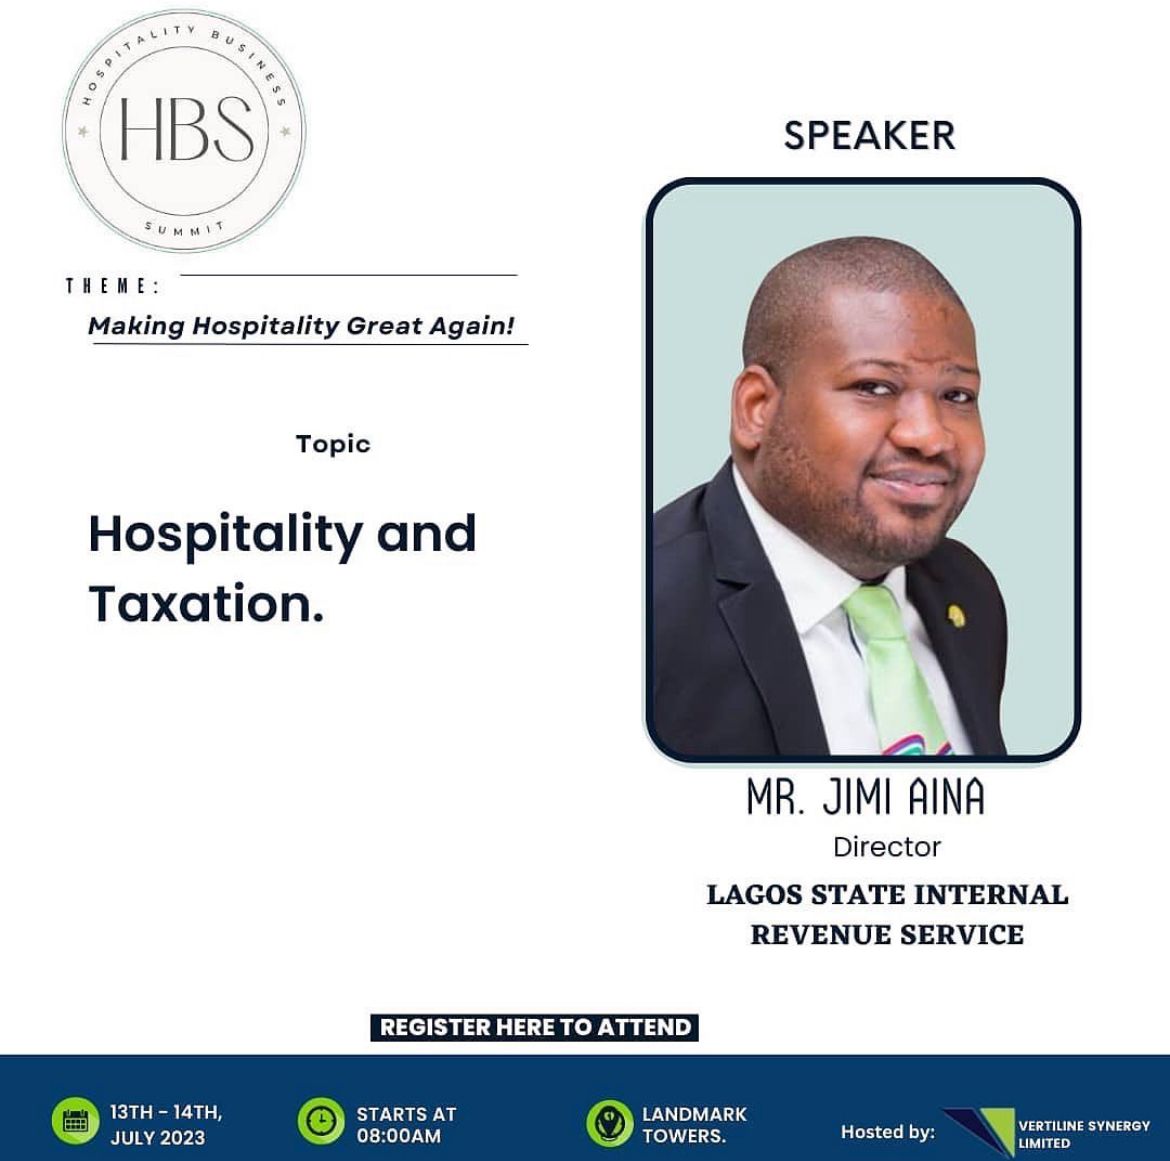 HOSPITALITY BUSINESS
HBS
SUMMIT
THEME:
Making Hospitality Great Again!
Topic
Hospitality and
Taxation.
SPEAKER
MR. JIMI AINA
Director
LAGOS STATE INTERNAL
REVENUE SERVICE
REGISTER HERE TO ATTEND
13TH – 14TH,
JULY 2023
STARTS AT
08:00AM
LANDMARK
TOWERS.
Hosted by:
VERTILINE SYNERGY
LIMITED